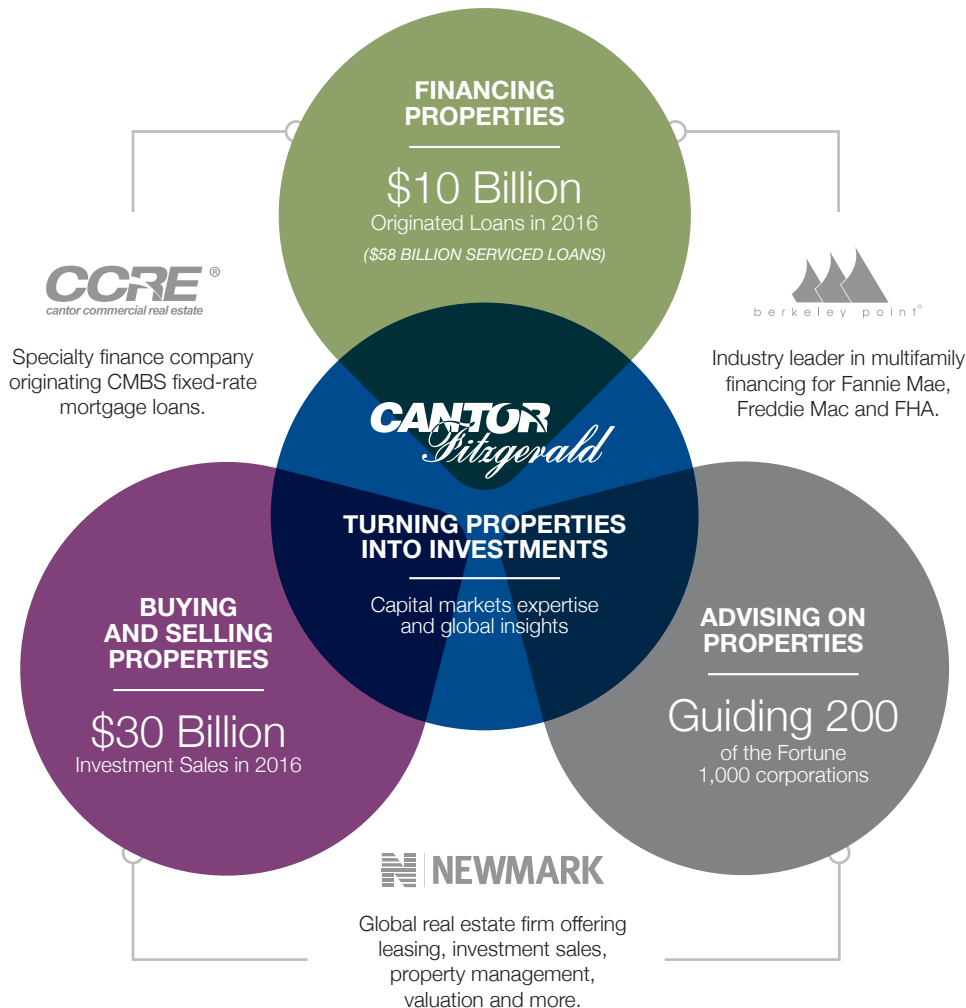 FINANCING
PROPERTIES
$10 Billion
Originated Loans in 2016
($58 BILLION SERVICED LOANS)
CCRE®
cantor commercial real estate
Specialty finance company
originating CMBS fixed-rate
mortgage loans.
berkeley point®
Industry leader in multifamily
financing for Fannie Mae,
Freddie Mac and FHA.
CANTOR
Fitzgerald
TURNING PROPERTIES
INTO INVESTMENTS
Capital markets expertise
and global insights
BUYING
AND SELLING
PROPERTIES
$30 Billion
Investment Sales in 2016
ADVISING ON
PROPERTIES
Guiding 200
of the Fortune
1,000 corporations
NEWMARK
Global real estate firm offering
leasing, investment sales,
property management,
valuation and more.